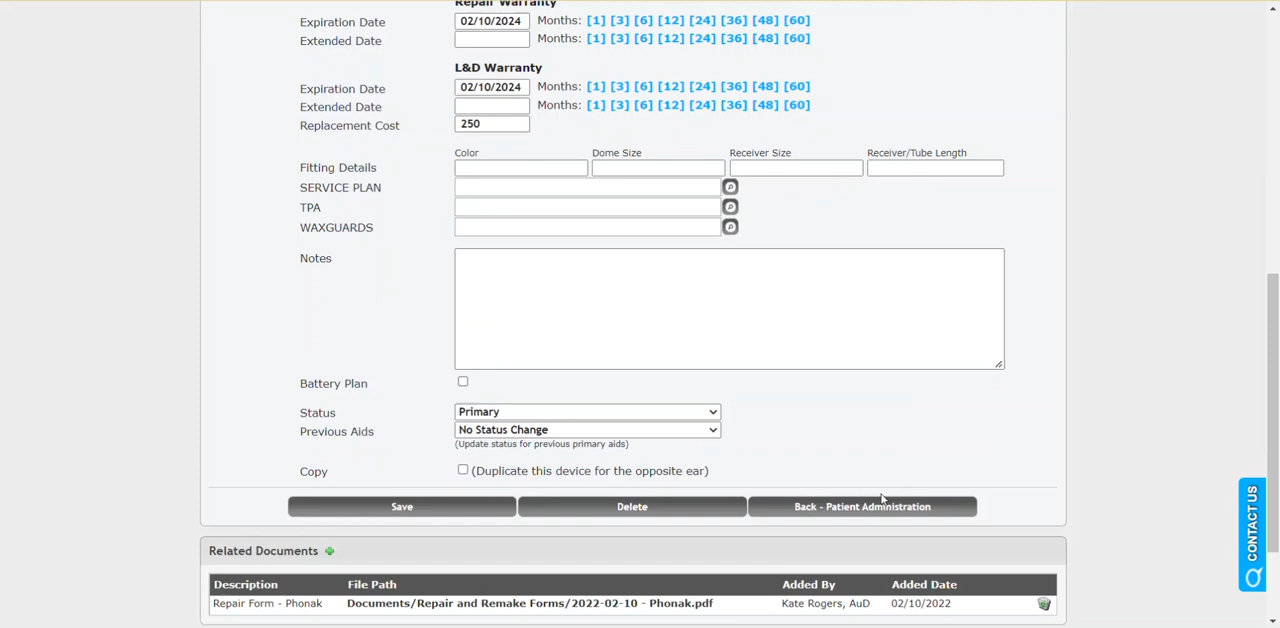 Repair Warranty
Expiration Date 02/10/2024 Months: [1] [3] [6] [12] [24] [36] [48] [60]
Extended Date Months: [1] [3] [6] [12] [24] [36] [48] [60]
L&D Warranty
Expiration Date 02/10/2024 Months: [1] [3] [6] [12] [24] [36] [48] [60]
Extended Date Months: [1] [3] [6] [12] [24] [36] [48] [60]
Replacement Cost 250
Color Dome Size Receiver Size Receiver/Tube Length
Fitting Details
SERVICE PLAN
TPA
WAXGUARDS
Notes
Battery Plan
Status Primary
Previous Aids No Status Change
(Update status for previous primary aids)
Copy (Duplicate this device for the opposite ear)
Save Delete Back - Patient Administration
CONTACT US
Related Documents
Description File Path Added By Added Date
Repair Form - Phonak Documents/Repair and Remake Forms/2022-02-10 - Phonak.pdf Kate Rogers, AuD 02/10/2022